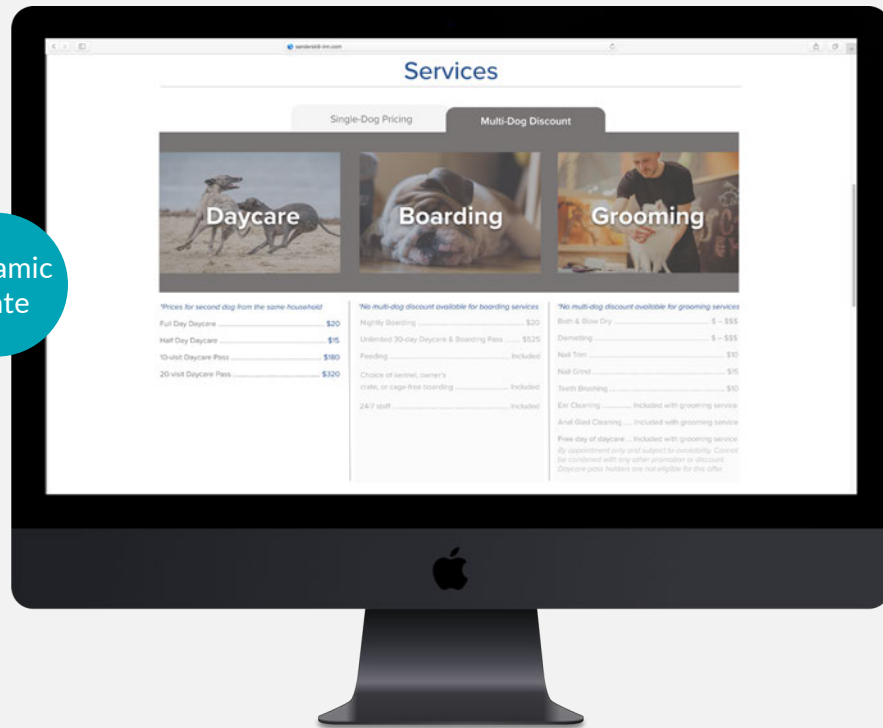 Services
Single-Dog Pricing
Multi-Dog Discount
Daycare
Boarding
Grooming
*Prices for second dog from the same household
Full Day Daycare $20
Half Day Daycare $15
10-visit Daycare Pass $180
20-visit Daycare Pass $320
*No multi-dog discount available for boarding services
Nightly Boarding $20
Unlimited 30-day Daycare & Boarding Pass $525
Feeding Included
Choice of kennel, owner's
crate, or cage-free boarding Included
24/7 staff Included
*No multi-dog discount available for grooming services
Bath & Blow Dry $ – $$$
Dematting $ – $$$
Nail Trim $10
Nail Grind $15
Teeth Brushing $10
Ear Cleaning Included with grooming service
Anal Gland Cleaning Included with grooming service
Free day of daycare Included with grooming service
By appointment only and subject to availability. Cannot
be combined with any other promotion or discount.
Daycare pass holders are not eligible for this offer.
amic
te